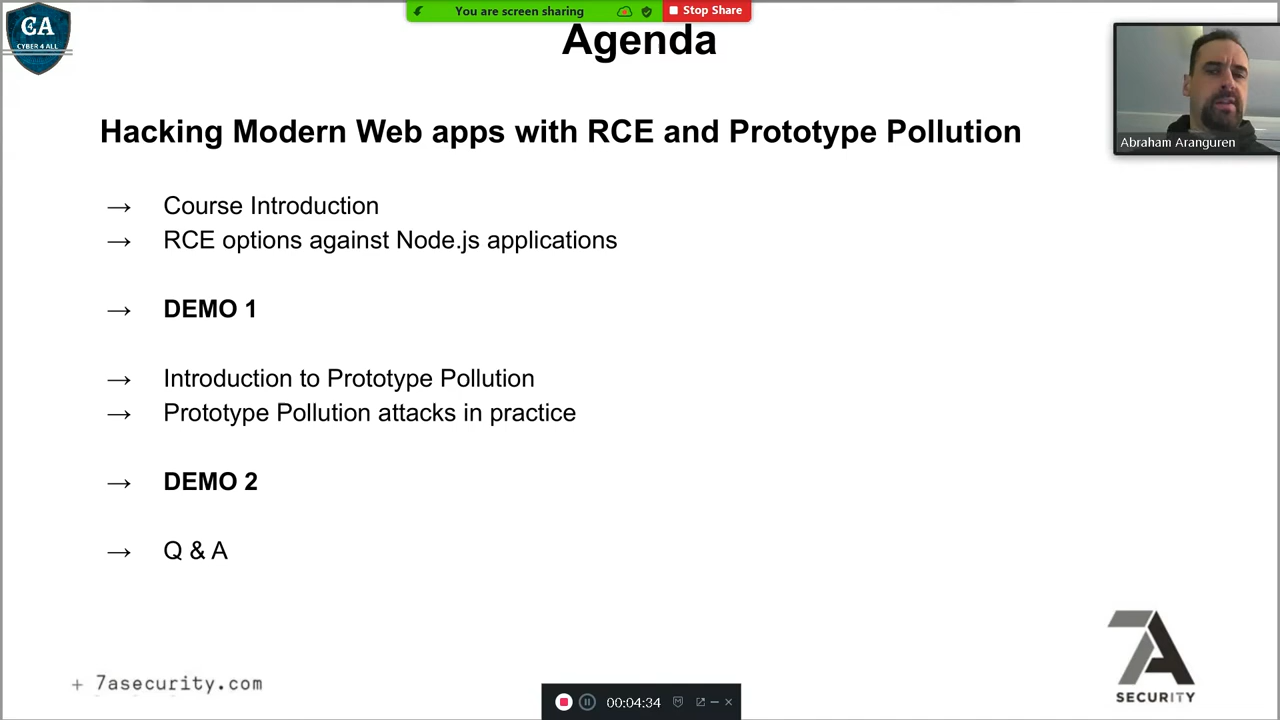 You are screen sharing
Stop Share
CA
CYBER 4 ALL
Agenda
Abraham Aranguren
Hacking Modern Web apps with RCE and Prototype Pollution
→ Course Introduction
→ RCE options against Node.js applications
→ DEMO 1
→ Introduction to Prototype Pollution
→ Prototype Pollution attacks in practice
→ DEMO 2
→ Q & A
+ 7asecurity.com
00:04:34
7A
SECURITY